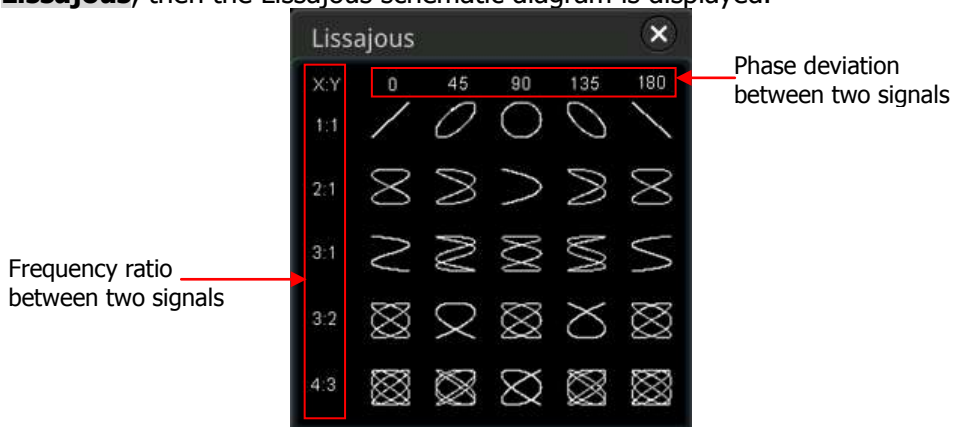 Lissajous, then the Lissajous schematic diagram is displayed.
Lissajous
X:Y 0 45 90 135 180
Phase deviation
between two signals
1:1
2:1
3:1
Frequency ratio
between two signals
3:2
4:3